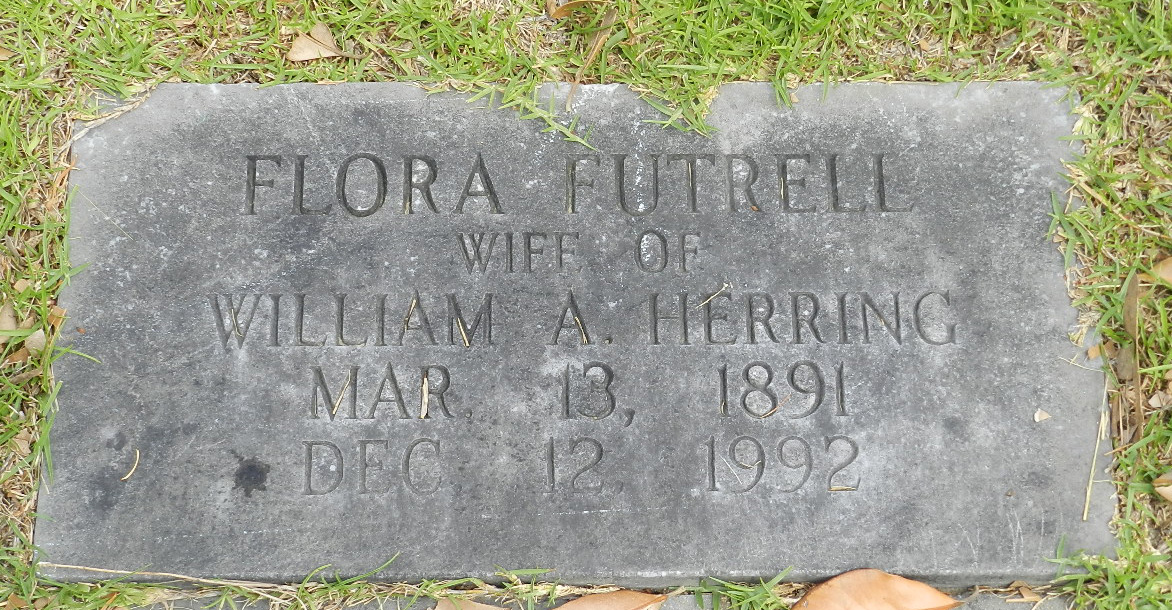 FLORA FUTRELL
WIFE OF
WILLIAM A. HERRING
MAR. 13, 1891
DEC. 12, 1992